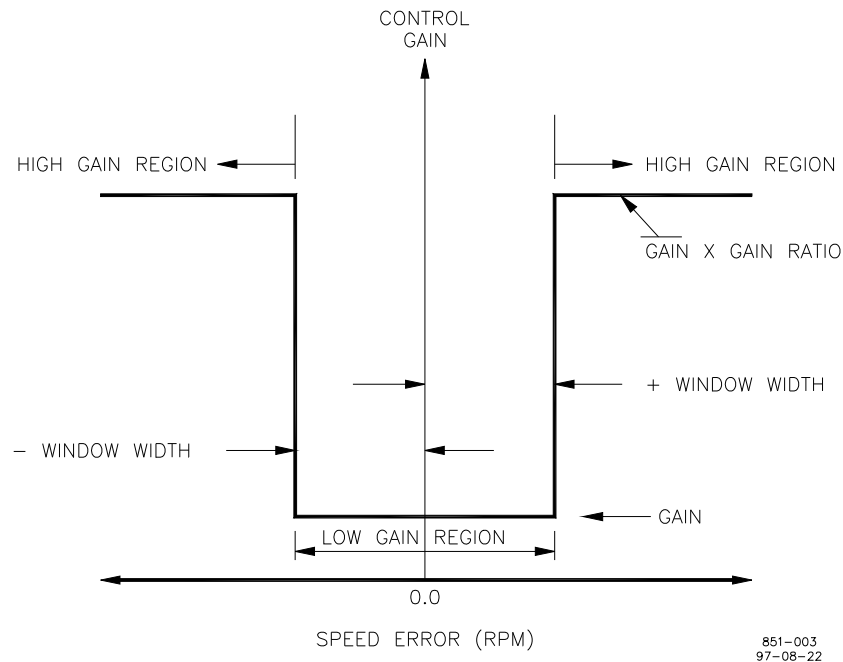 CONTROL
GAIN
HIGH GAIN REGION
HIGH GAIN REGION
GAIN X GAIN RATIO
+ WINDOW WIDTH
- WINDOW WIDTH
GAIN
LOW GAIN REGION
0.0
SPEED ERROR (RPM)
851-003
97-08-22